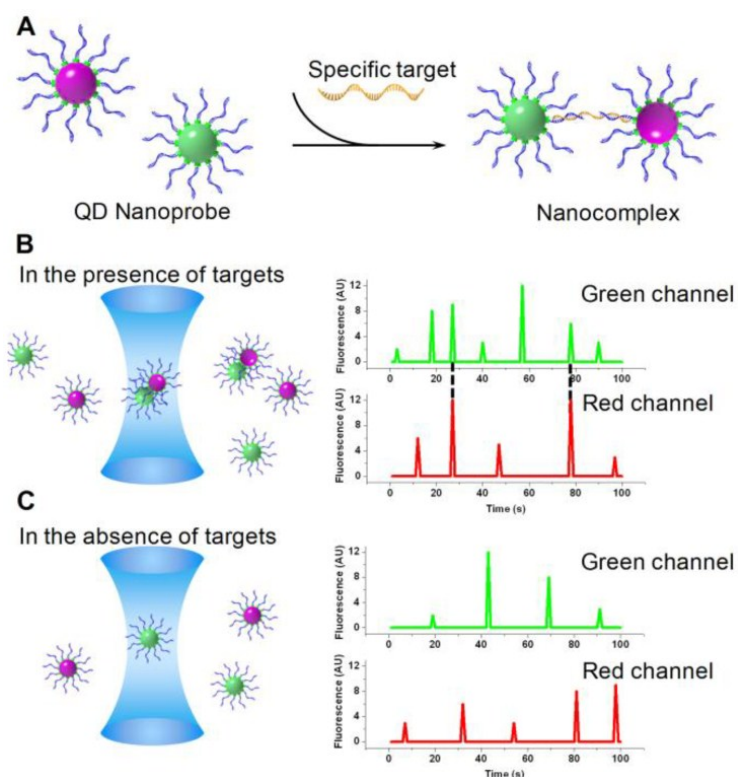 A
Specific target
QD Nanoprobe
Nanocomplex
B
In the presence of targets
Fluorescence (AU)
12
8
4
0
0 20 40 60 80 100
Green channel
Fluorescence (AU)
12
8
4
0
0 20 40 60 80 100
Time (s)
Red channel
C
In the absence of targets
Fluorescence (AU)
12
8
4
0
0 20 40 60 80 100
Green channel
Fluorescence (AU)
8
4
0
0 20 40 60 80 100
Time (s)
Red channel